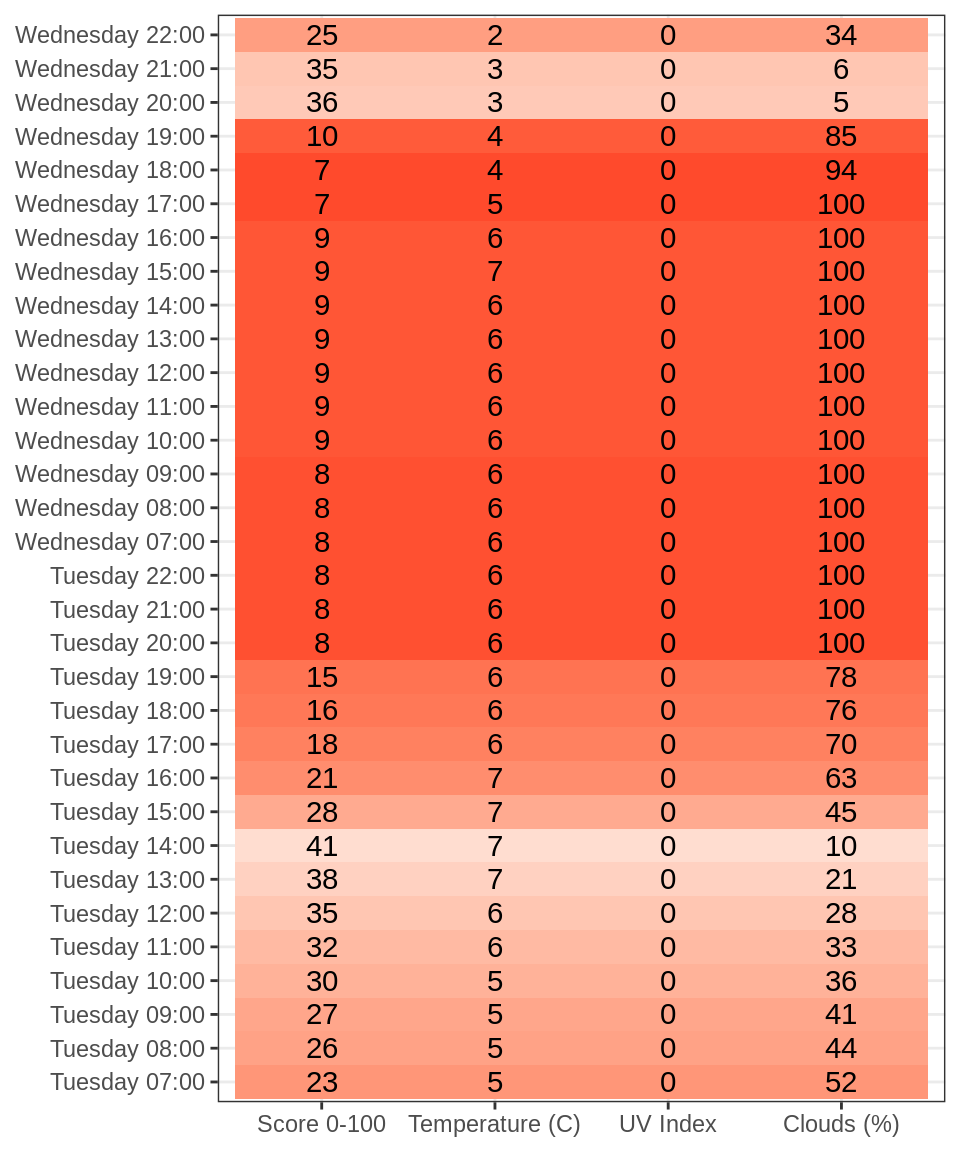 Wednesday 22:00 25 2 0 34
Wednesday 21:00 35 3 0 6
Wednesday 20:00 36 3 0 5
Wednesday 19:00 10 4 0 85
Wednesday 18:00 7 4 0 94
Wednesday 17:00 7 5 0 100
Wednesday 16:00 9 6 0 100
Wednesday 15:00 9 7 0 100
Wednesday 14:00 9 6 0 100
Wednesday 13:00 9 6 0 100
Wednesday 12:00 9 6 0 100
Wednesday 11:00 9 6 0 100
Wednesday 10:00 9 6 0 100
Wednesday 09:00 8 6 0 100
Wednesday 08:00 8 6 0 100
Wednesday 07:00 8 6 0 100
Tuesday 22:00 8 6 0 100
Tuesday 21:00 8 6 0 100
Tuesday 20:00 8 6 0 100
Tuesday 19:00 15 6 0 78
Tuesday 18:00 16 6 0 76
Tuesday 17:00 18 6 0 70
Tuesday 16:00 21 7 0 63
Tuesday 15:00 28 7 0 45
Tuesday 14:00 41 7 0 10
Tuesday 13:00 38 7 0 21
Tuesday 12:00 35 6 0 28
Tuesday 11:00 32 6 0 33
Tuesday 10:00 30 5 0 36
Tuesday 09:00 27 5 0 41
Tuesday 08:00 26 5 0 44
Tuesday 07:00 23 5 0 52
Score 0-100 Temperature (C) UV Index Clouds (%)